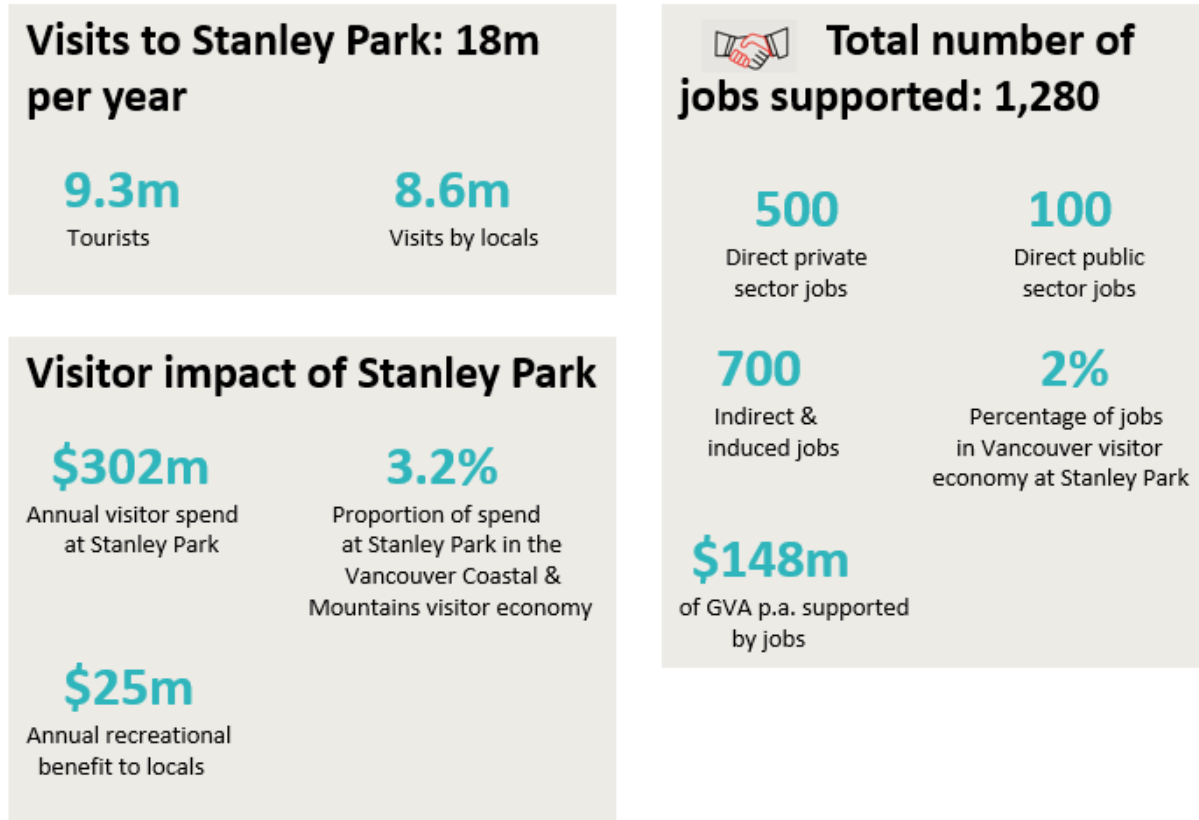 Visits to Stanley Park: 18m
per year
9.3m
Tourists
8.6m
Visits by locals
Visitor impact of Stanley Park
$302m
Annual visitor spend
at Stanley Park
3.2%
Proportion of spend
at Stanley Park in the
Vancouver Coastal &
Mountains visitor economy
$25m
Annual recreational
benefit to locals
Total number of
jobs supported: 1,280
500
Direct private
sector jobs
100
Direct public
sector jobs
700
Indirect &
induced jobs
2%
Percentage of jobs
in Vancouver visitor
economy at Stanley Park
$148m
of GVA p.a. supported
by jobs